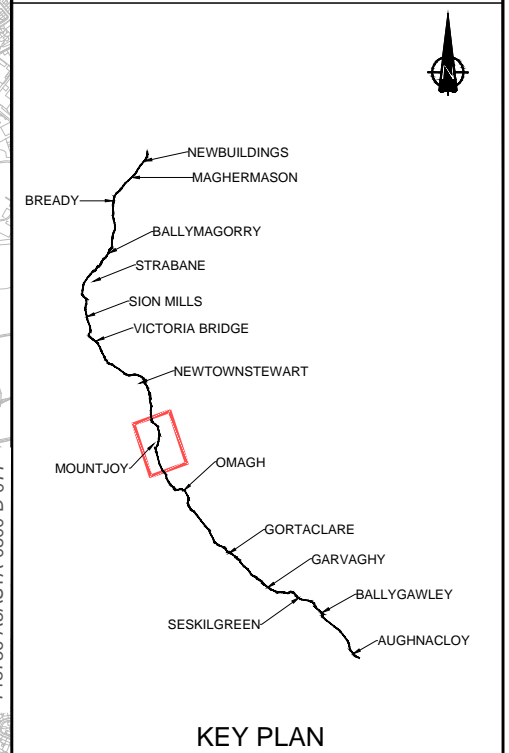 N
NEWBUILDINGS
MAGHERMASON
BREADY
BALLYMAGORRY
STRABANE
SION MILLS
VICTORIA BRIDGE
NEWTOWNSTEWART
MOUNTJOY
OMAGH
GORTACLARE
GARVAGHY
BALLYGAWLEY
SESKILGREEN
AUGHNACLOY
KEY PLAN